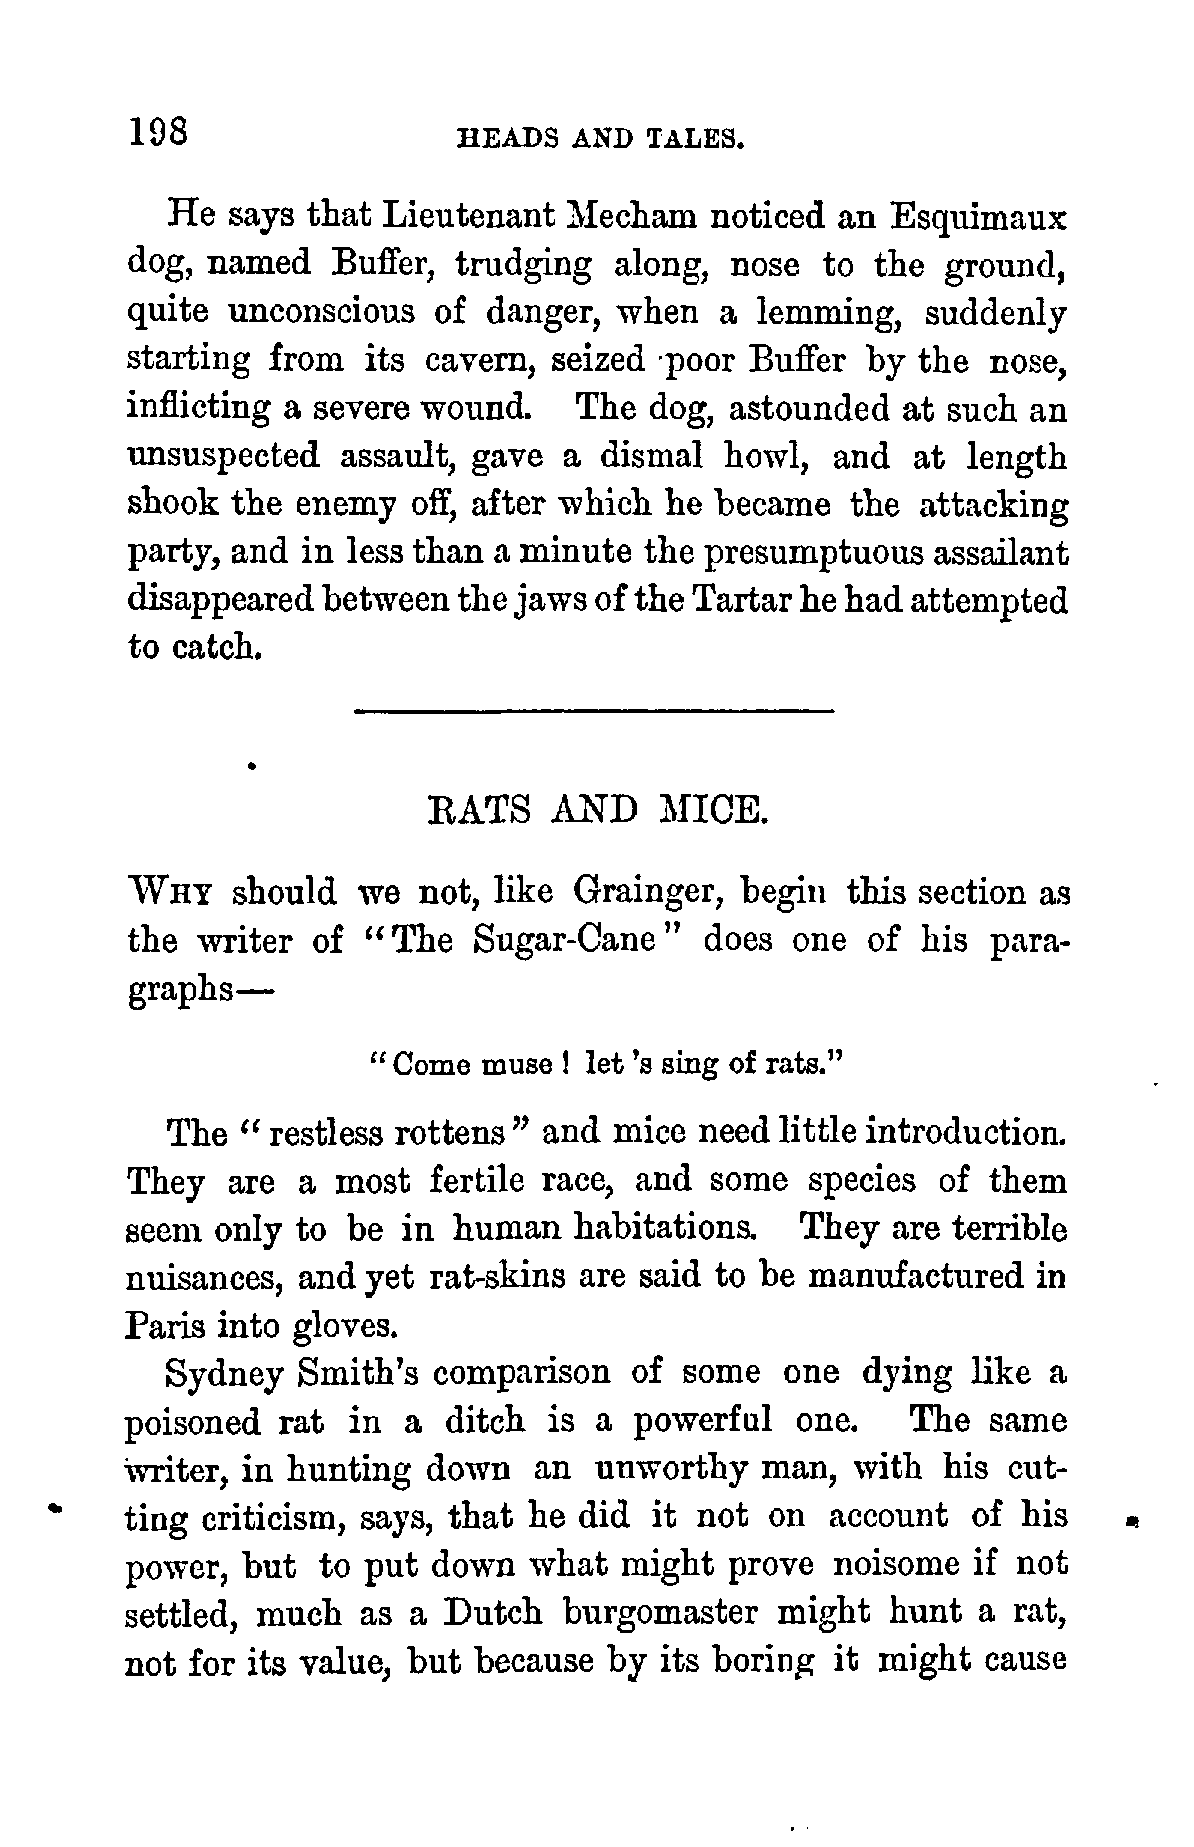 198
HEADS AND TALES.
He says that Lieutenant Mecham noticed an Esquimaux
dog, named Buffer, trudging along, nose to the ground,
quite unconscious of danger, when a lemming, suddenly
starting from its cavern, seized poor Buffer by the nose,
inflicting a severe wound. The dog, astounded at such an
unsuspected assault, gave a dismal howl, and at length
shook the enemy off, after which he became the attacking
party, and in less than a minute the presumptuous assailant
disappeared between the jaws of the Tartar he had attempted
to catch.
RATS AND MICE.
WHY should we not, like Grainger, begin this section as
the writer of "The Sugar-Cane" does one of his para-
graphs—
"Come muse! let's sing of rats."
The "restless rottens" and mice need little introduction.
They are a most fertile race, and some species of them
seem only to be in human habitations. They are terrible
nuisances, and yet rat-skins are said to be manufactured in
Paris into gloves.
Sydney Smith's comparison of some one dying like a
poisoned rat in a ditch is a powerful one. The same
writer, in hunting down an unworthy man, with his cut-
ting criticism, says, that he did it not on account of his
power, but to put down what might prove noisome if not
settled, much as a Dutch burgomaster might hunt a rat,
not for its value, but because by its boring it might cause